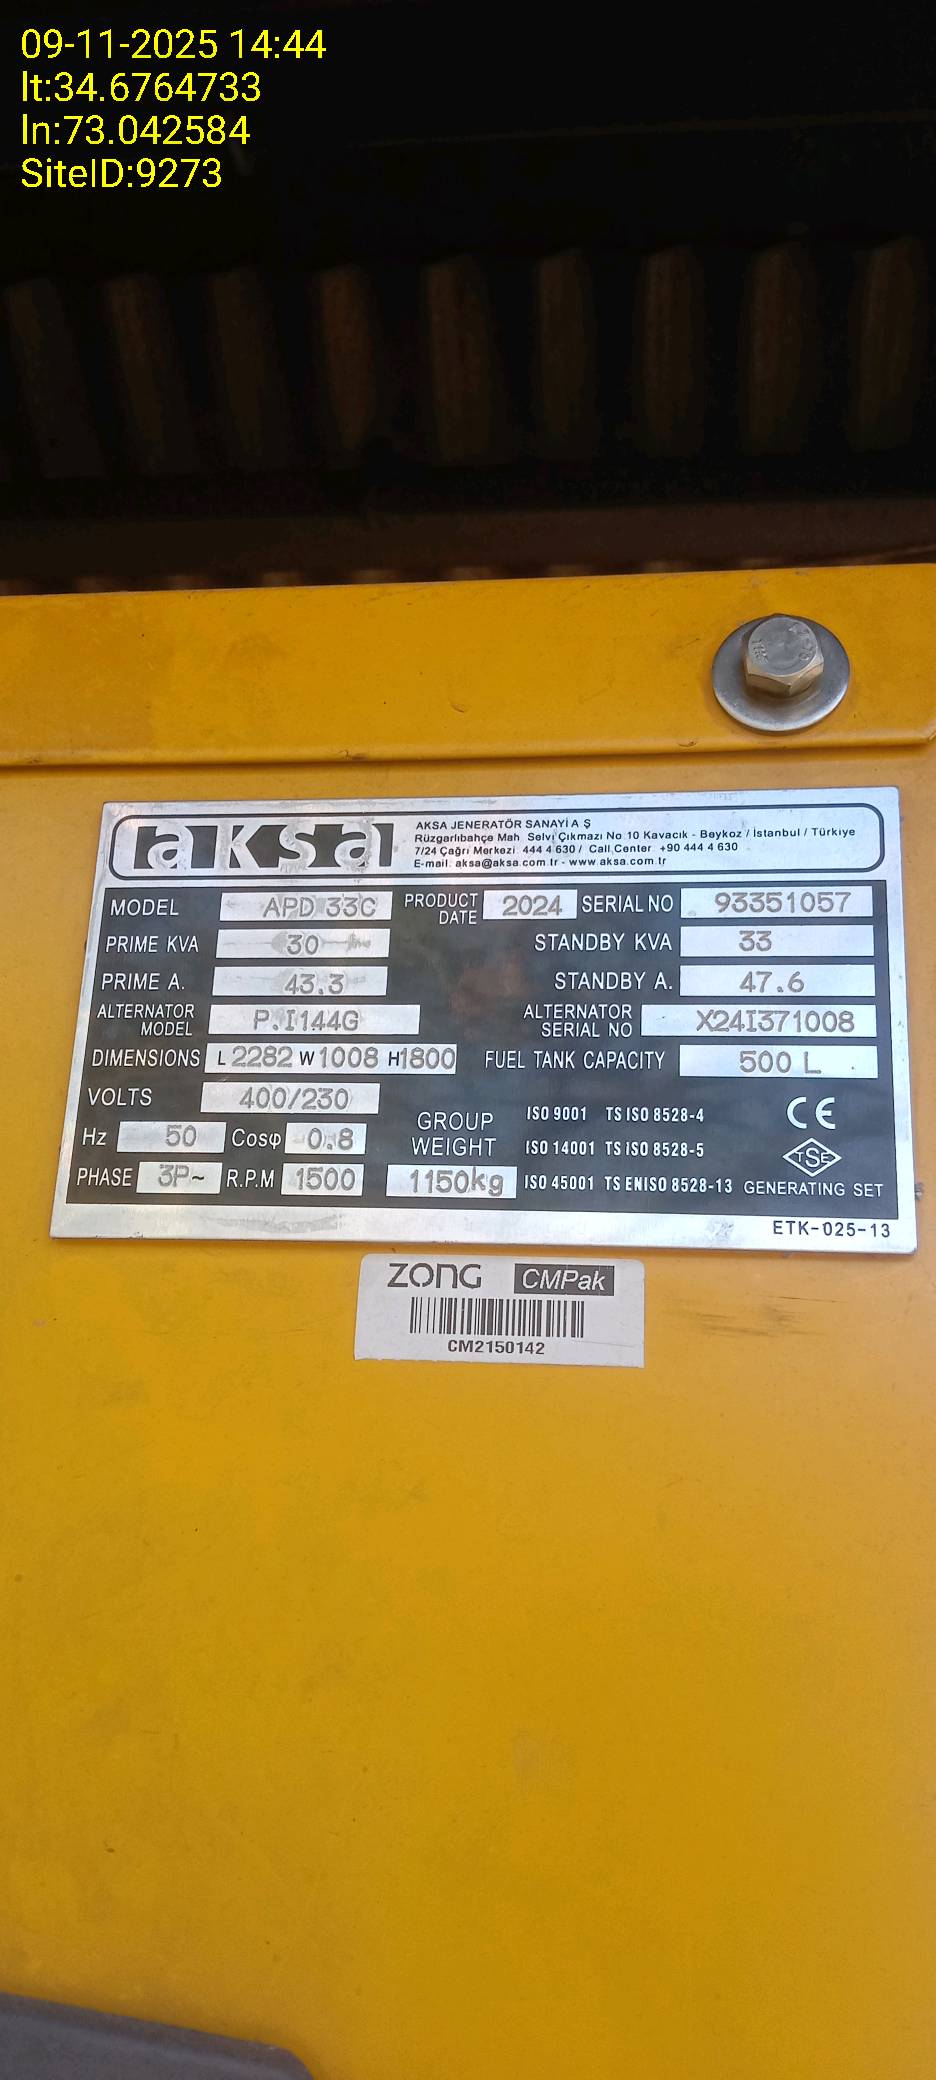 09-11-2025 14:44
lt:34.6764733
ln:73.042584
SiteID:9273
aksa
AKSA JENERATÖR SANAYİ A Ş
Rüzgarlıbahçe Mah. Selvi Çıkmazı No 10 Kavacık - Beykoz / İstanbul / Türkiye
7/24 Çağrı Merkezi 444 4 630 / Call Center +90 444 4 630
E-mail: aksa@aksa.com.tr - www.aksa.com.tr
MODEL APD 33C PRODUCT DATE 2024 SERIAL NO 93351057
PRIME KVA 30 STANDBY KVA 33
PRIME A. 43.3 STANDBY A. 47.6
ALTERNATOR MODEL P.I144G ALTERNATOR SERIAL NO X24I371008
DIMENSIONS L 2282 W 1008 H 1800 FUEL TANK CAPACITY 500 L
VOLTS 400/230
Hz 50 Cosφ 0.8
PHASE 3P~ R.P.M 1500
GROUP WEIGHT 1150kg
ISO 9001 TS ISO 8528-4
ISO 14001 TS iSO 8528-5
ISO 45001 TS EN ISO 8528-13
CE
TSE
GENERATING SET
ETK-025-13
ZONG CMPak
CM2150142